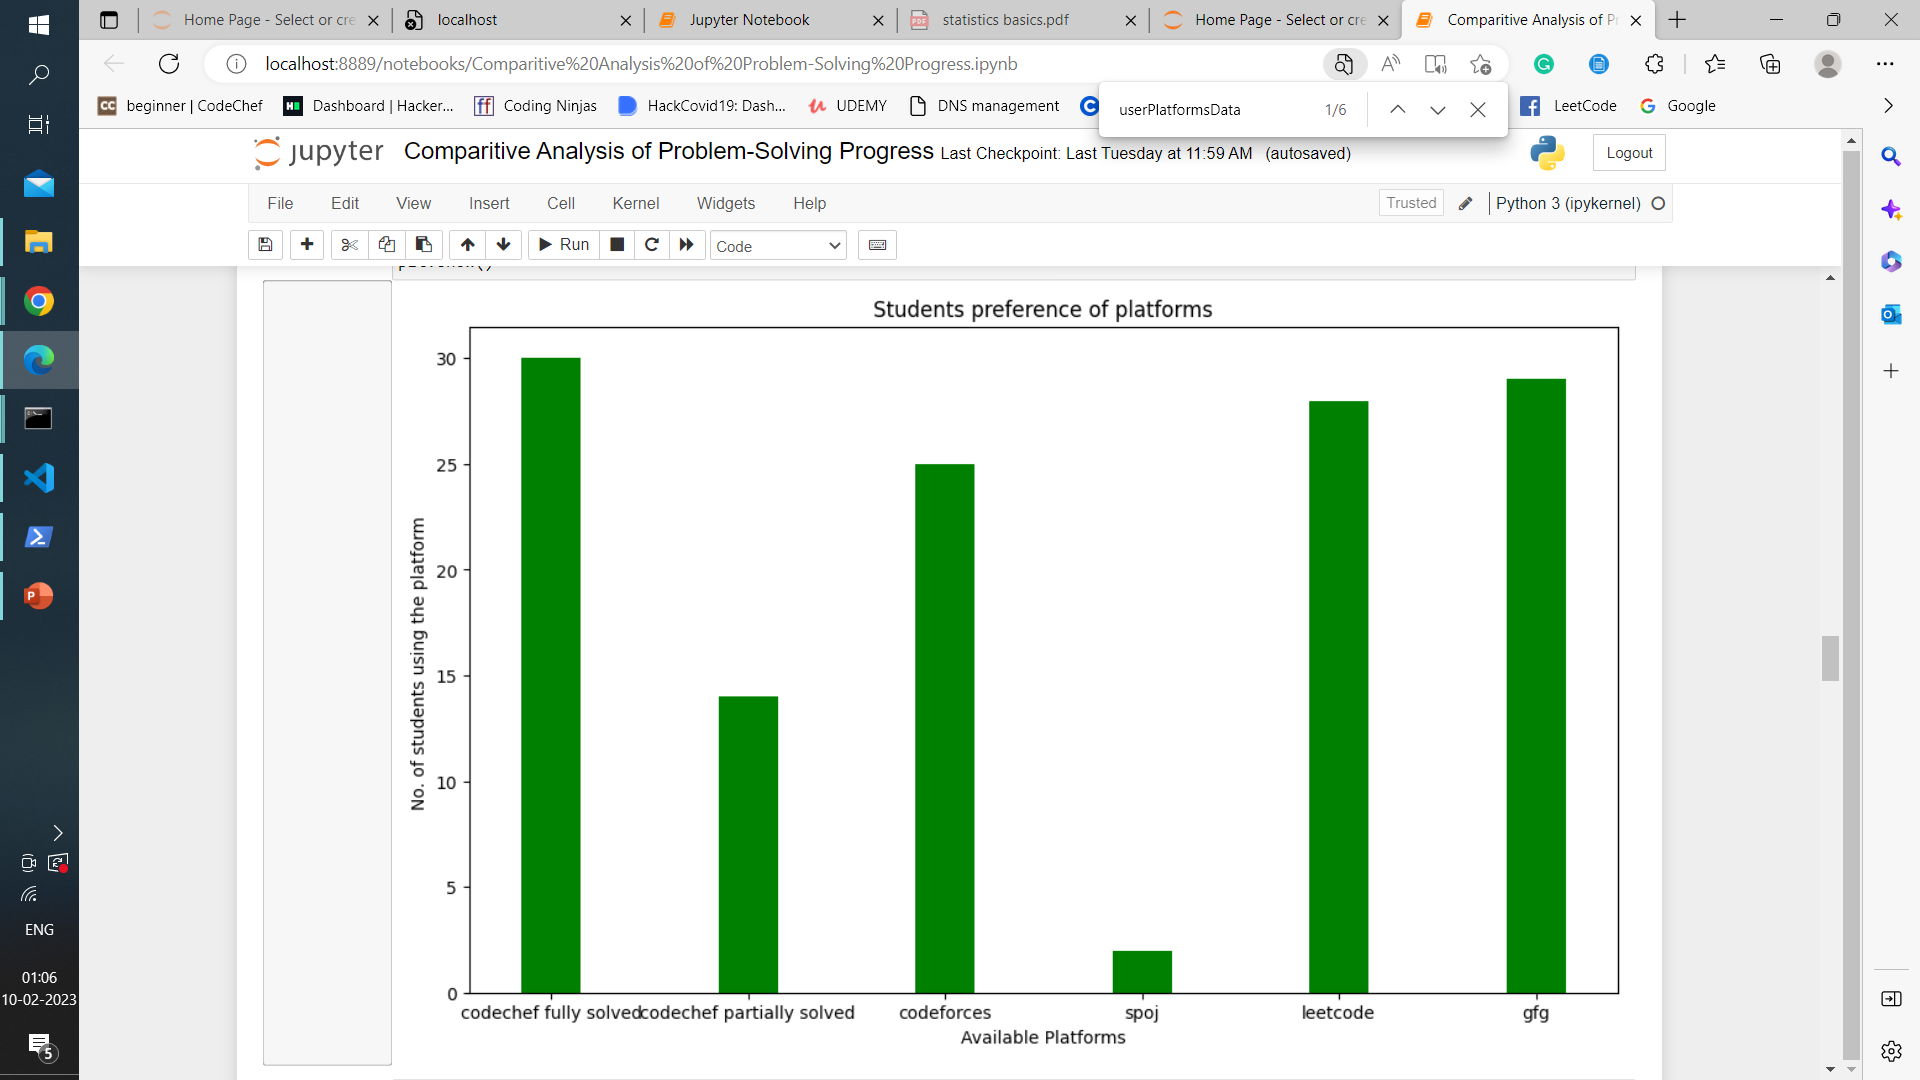 Home Page - Select or cre
localhost
Jupyter Notebook
statistics basics.pdf
Home Page - Select or cre
Comparitive Analysis of Pr
localhost:8889/notebooks/Comparitive%20Analysis%20of%20Problem-Solving%20Progress.ipynb
beginner | CodeChef
Dashboard | Hacker...
Coding Ninjas
HackCovid19: Dash...
UDEMY
DNS management
LeetCode
Google
userPlatformsData 1/6
jupyter Comparitive Analysis of Problem-Solving Progress Last Checkpoint: Last Tuesday at 11:59 AM (autosaved)
Logout
File Edit View Insert Cell Kernel Widgets Help
Trusted Python 3 (ipykernel)
Run Code
Students preference of platforms
30
25
20
15
10
5
0
No. of students using the platform
codechef fully solved
codechef partially solved
codeforces
spoj
leetcode
gfg
Available Platforms
ENG
01:06
10-02-2023
5